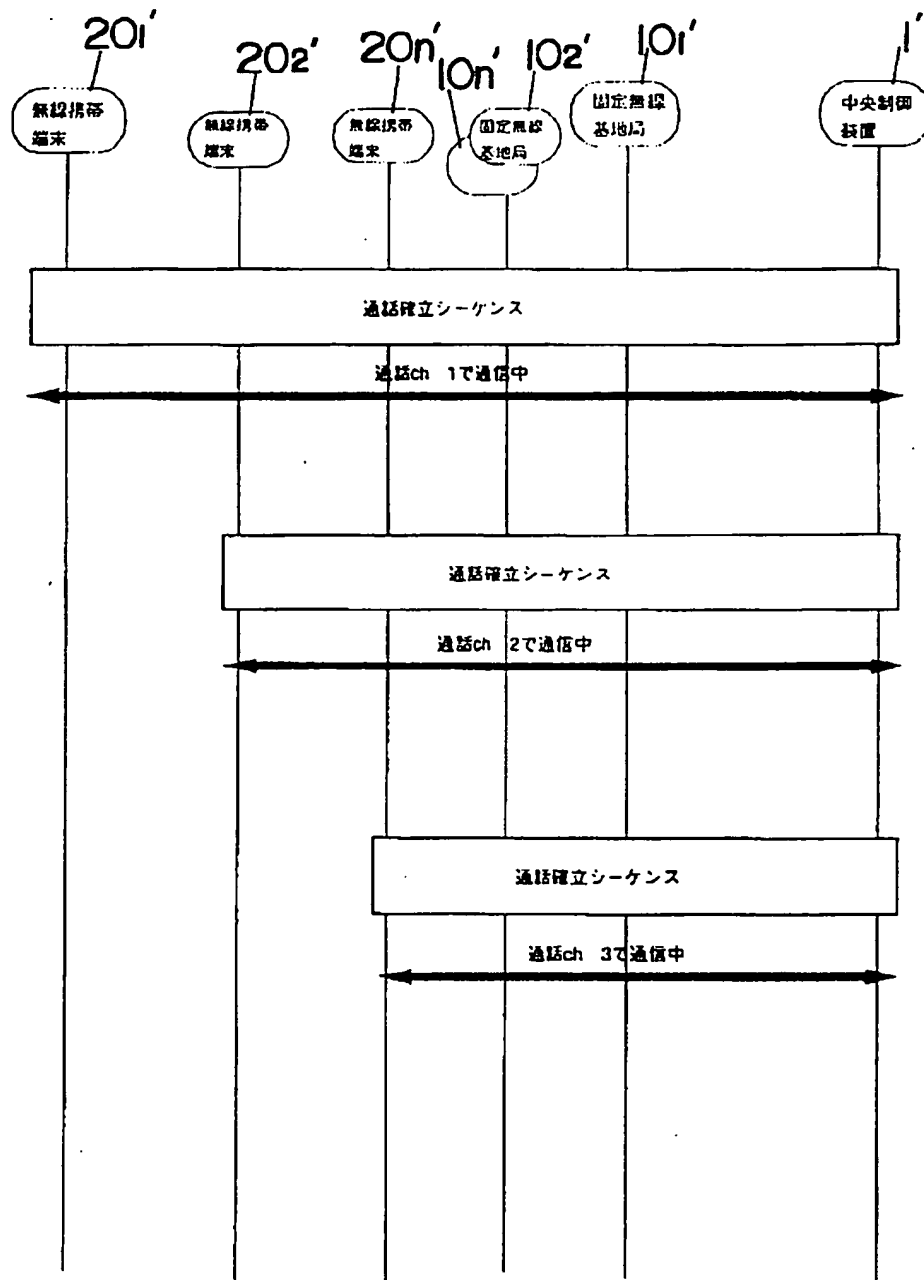 201'
202'
20n'
10n'
102'
101'
1'
無線携帯
端末
無線携帯
端末
無線携帯
端末
固定無線
基地局
固定無線
基地局
中央制御
装置
通話確立シーケンス
通話ch 1で通信中
通話確立シーケンス
通話ch 2で通信中
通話確立シーケンス
通話ch 3で通信中